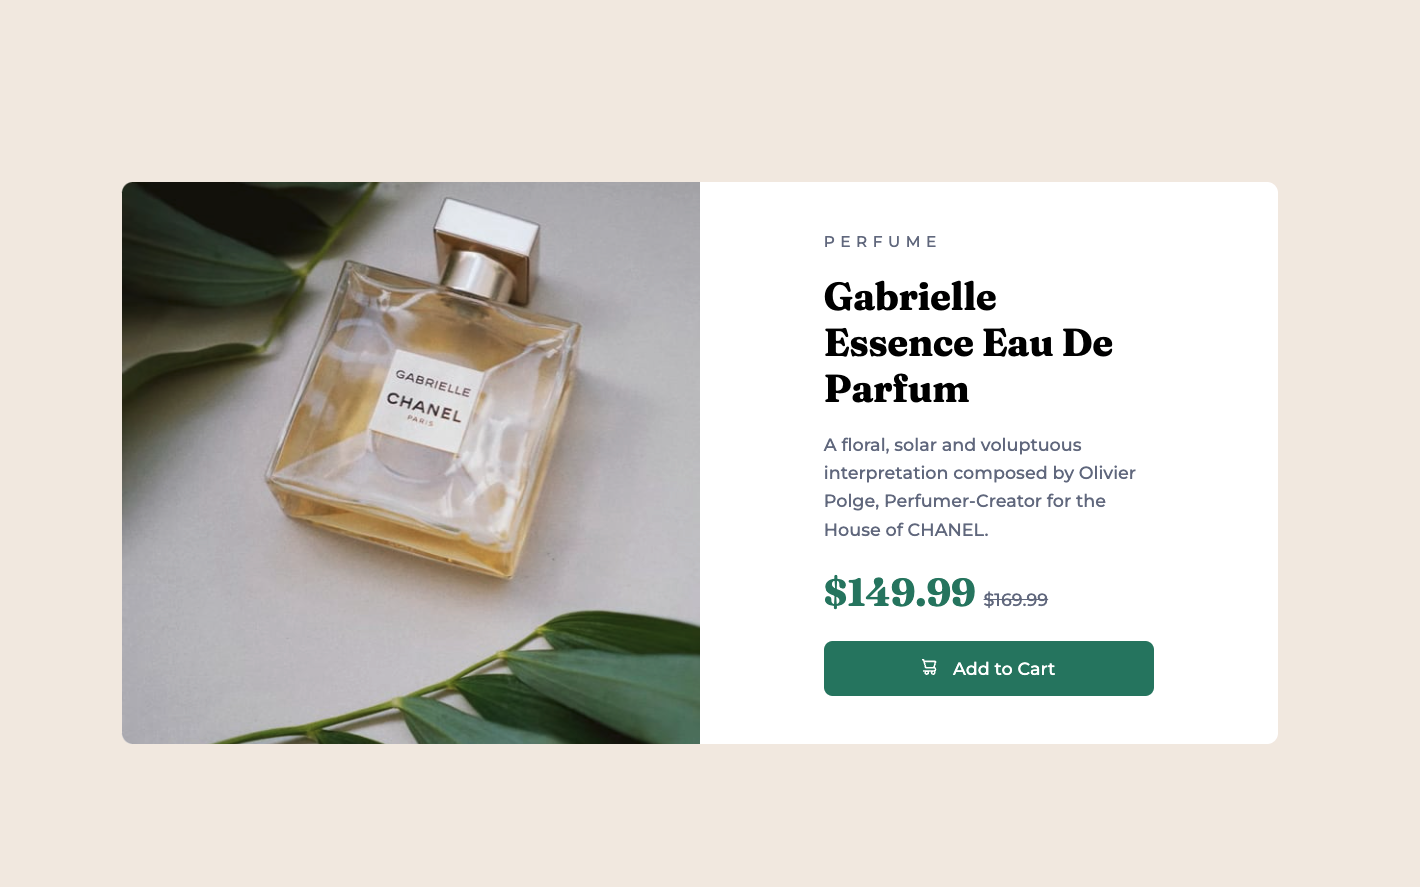 GABRIELLE
CHANEL
PARIS
PERFUME
Gabrielle
Essence Eau De
Parfum
A floral, solar and voluptuous
interpretation composed by Olivier
Polge, Perfumer-Creator for the
House of CHANEL.
$149.99 $169.99
Add to Cart